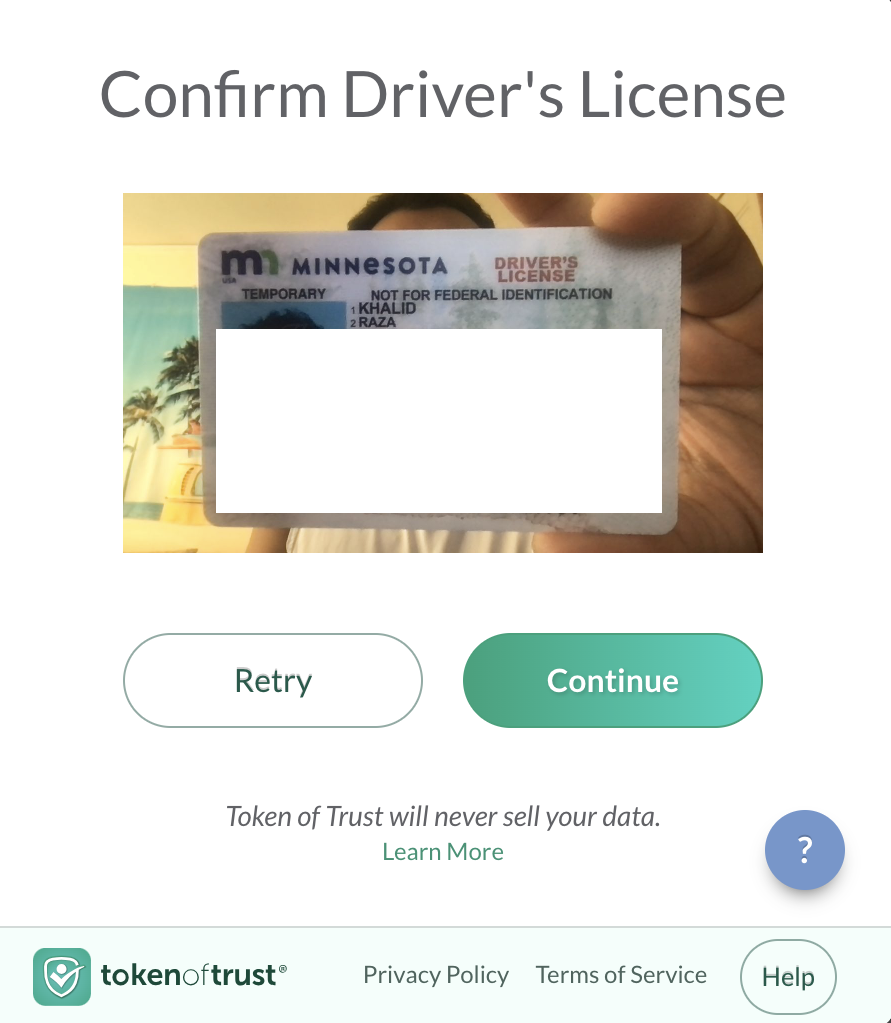 Confirm Driver's License
mn MINNESOTA DRIVER'S
USA LICENSE
TEMPORARY NOT FOR FEDERAL IDENTIFICATION
1 KHALID
2 RAZA
Retry
Continue
Token of Trust will never sell your data.
Learn More
?
tokenoftrust®
Privacy Policy
Terms of Service
Help